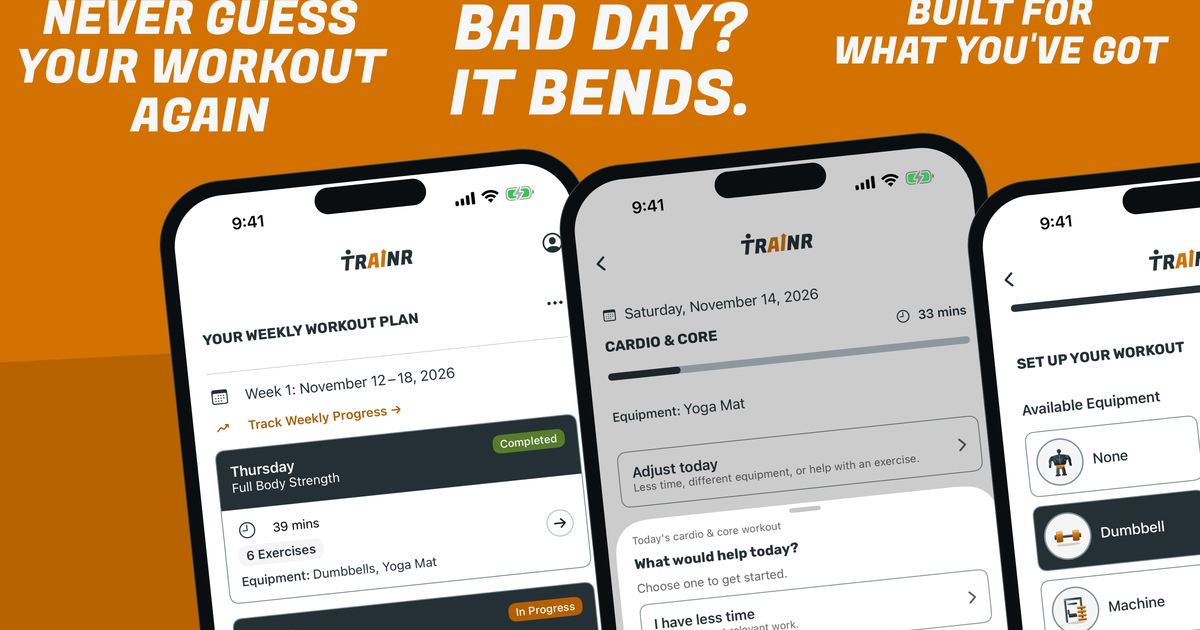 NEVER GUESS
YOUR WORKOUT
AGAIN
BAD DAY?
IT BENDS.
BUILT FOR
WHAT YOU'VE GOT
9:41
TRAINR
YOUR WEEKLY WORKOUT PLAN
Week 1: November 12–18, 2026
Track Weekly Progress →
Completed
Thursday
Full Body Strength
39 mins
6 Exercises
Equipment: Dumbbells, Yoga Mat
In Progress
9:41
TRAINR
Saturday, November 14, 2026
33 mins
CARDIO & CORE
Equipment: Yoga Mat
Adjust today
Less time, different equipment, or help with an exercise.
Today's cardio & core workout
What would help today?
Choose one to get started.
I have less time
relevant work.
9:41
TRAIN
SET UP YOUR WORKOUT
Available Equipment
None
Dumbbell
Machine